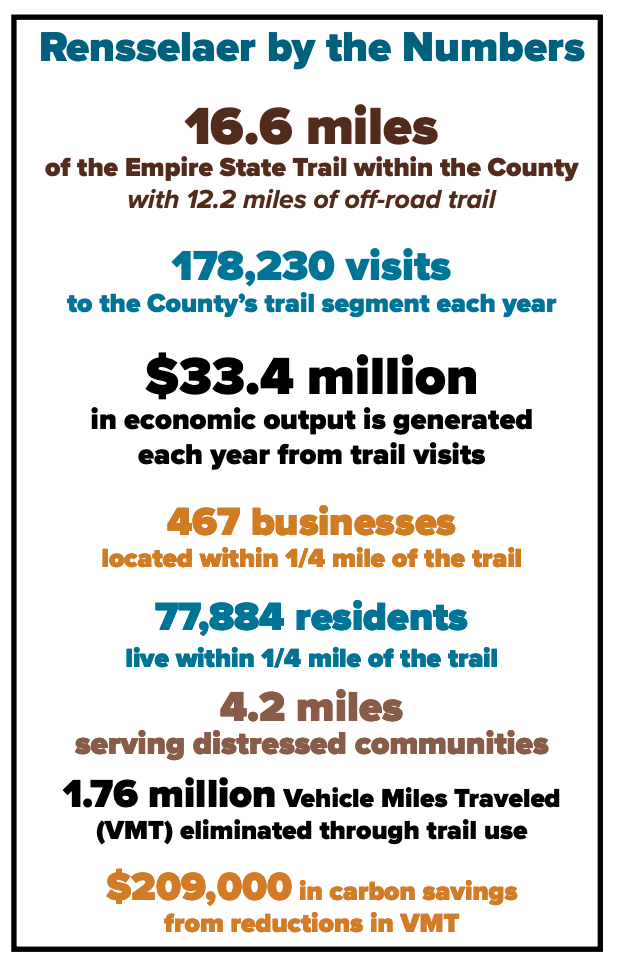 Rensselaer by the Numbers
16.6 miles
of the Empire State Trail within the County
with 12.2 miles of off-road trail
178,230 visits
to the County’s trail segment each year
$33.4 million
in economic output is generated
each year from trail visits
467 businesses
located within 1/4 mile of the trail
77,884 residents
live within 1/4 mile of the trail
4.2 miles
serving distressed communities
1.76 million Vehicle Miles Traveled
(VMT) eliminated through trail use
$209,000 in carbon savings
from reductions in VMT